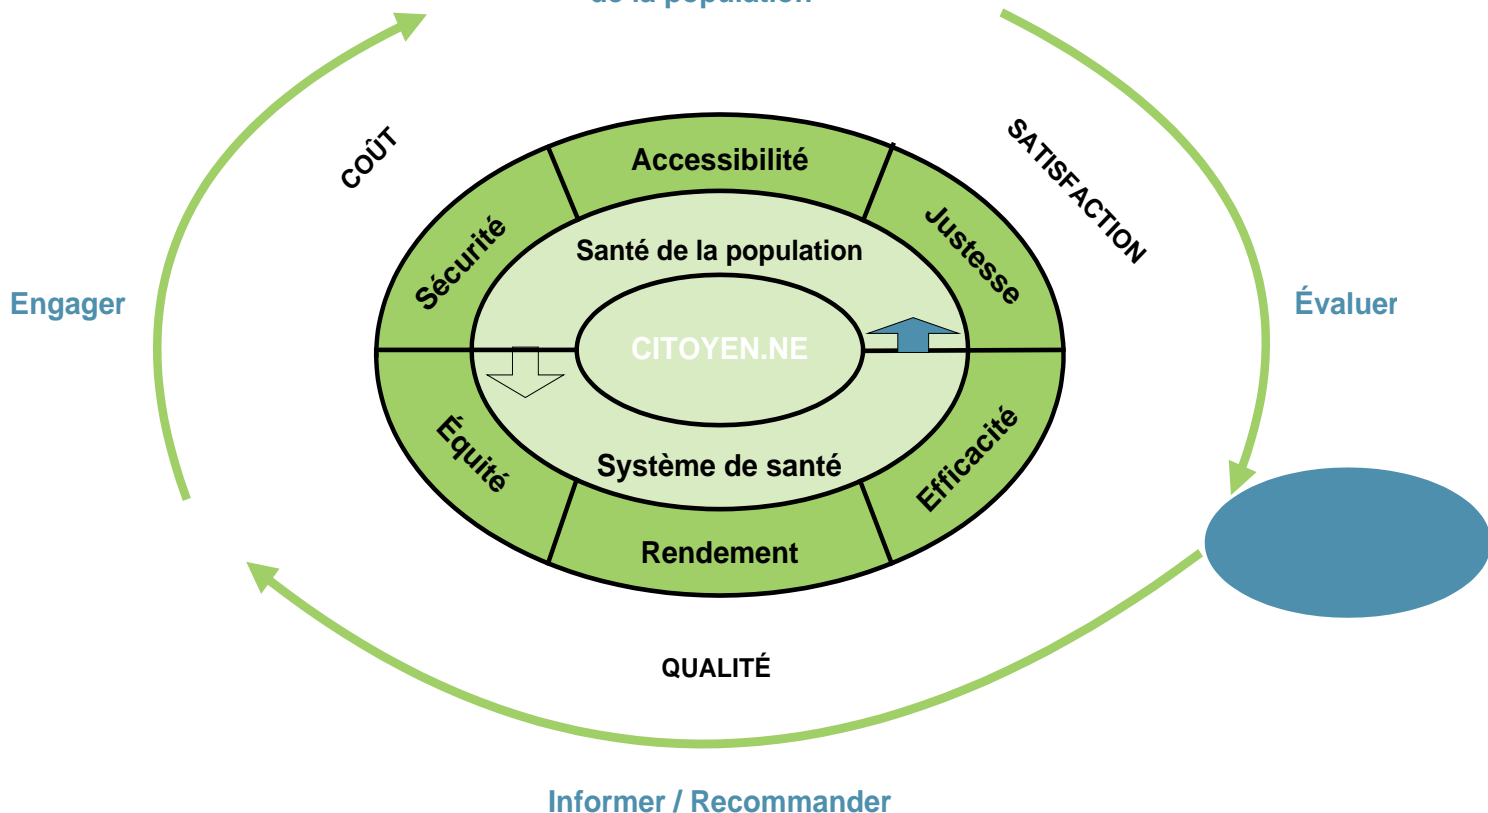 de la population
COÛT
SATISFACTION
Accessibilité
Sécurité
Justesse
Santé de la population
Engager
Évaluer
CITOYEN.NE
Équité
Efficacité
Système de santé
Rendement
QUALITÉ
Informer / Recommander